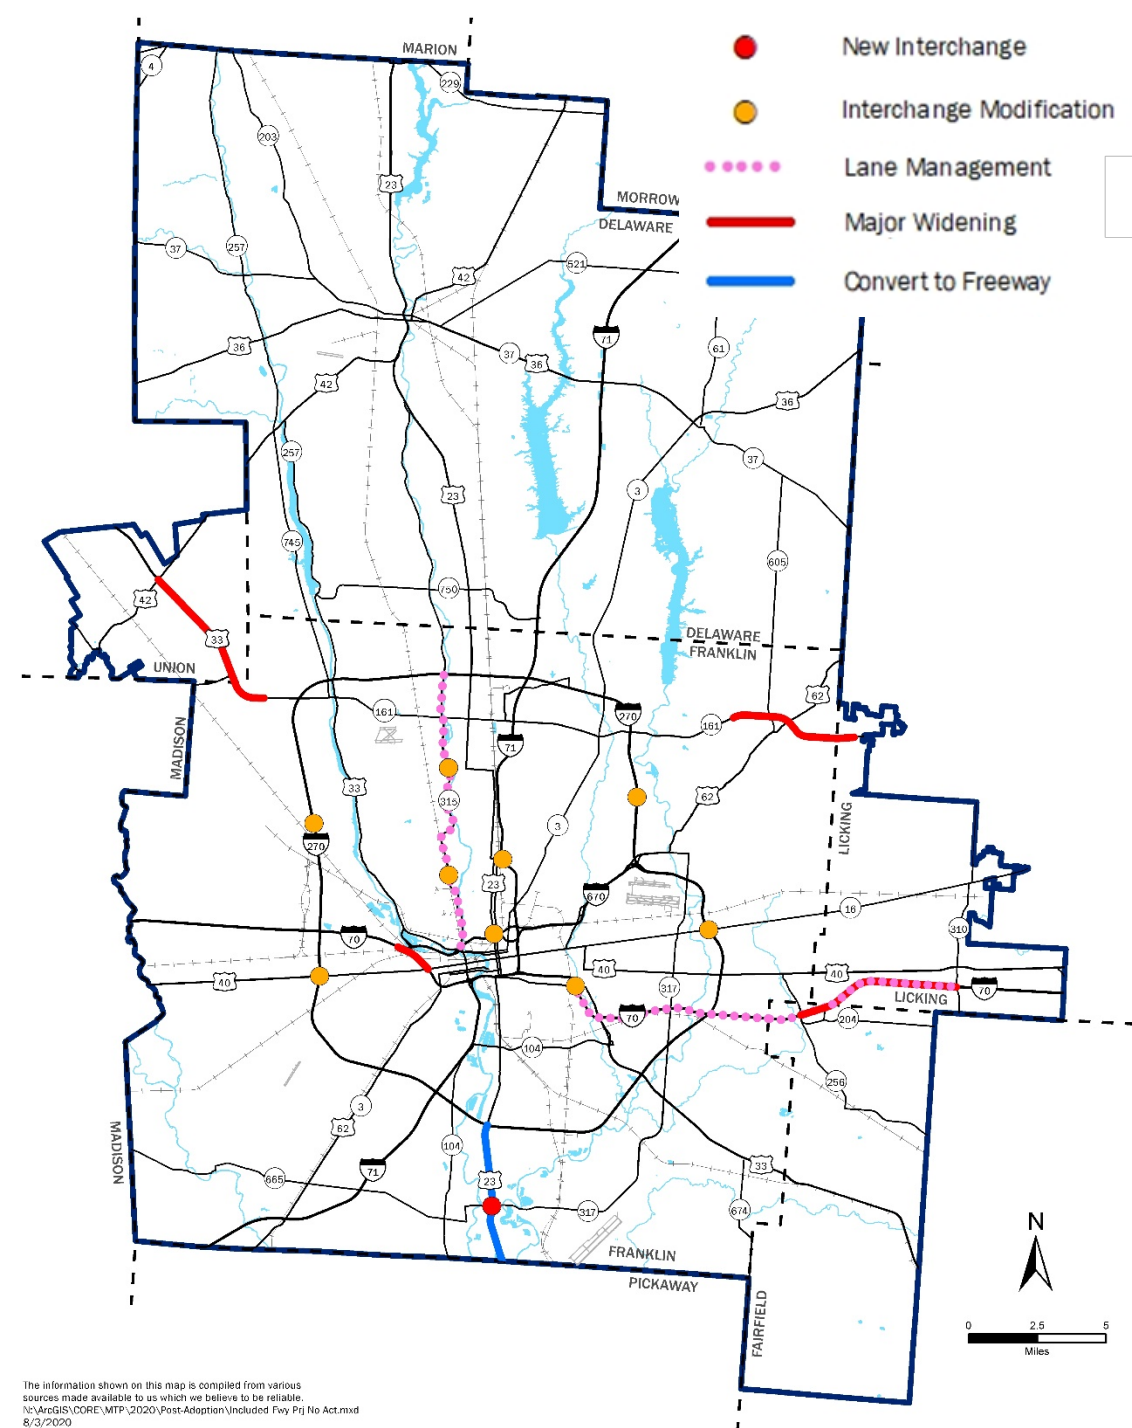 MARION
New Interchange
Interchange Modification
Lane Management
Major Widening
Convert to Freeway
4
229
203
23
MORROW
DELAWARE
37
257
42
521
71
36
37
36
61
42
36
257
37
23
3
745
605
42
750
33
DELAWARE
FRANKLIN
UNION
62
161
270
161
71
MADISON
33
315
62
3
LICKING
270
23
670
16
310
70
40
40
40
317
70
LICKING
70
204
104
256
3
62
104
MADISON
71
33
665
23
317
674
N
FRANKLIN
PICKAWAY
FAIRFIELD
0 2.5 5
Miles
The information shown on this map is compiled from various
sources made available to us which we believe to be reliable.
N:\ArcGIS\CORE\MTP\2020\Post-Adoption\Included Fwy Prj No Act.mxd
8/3/2020